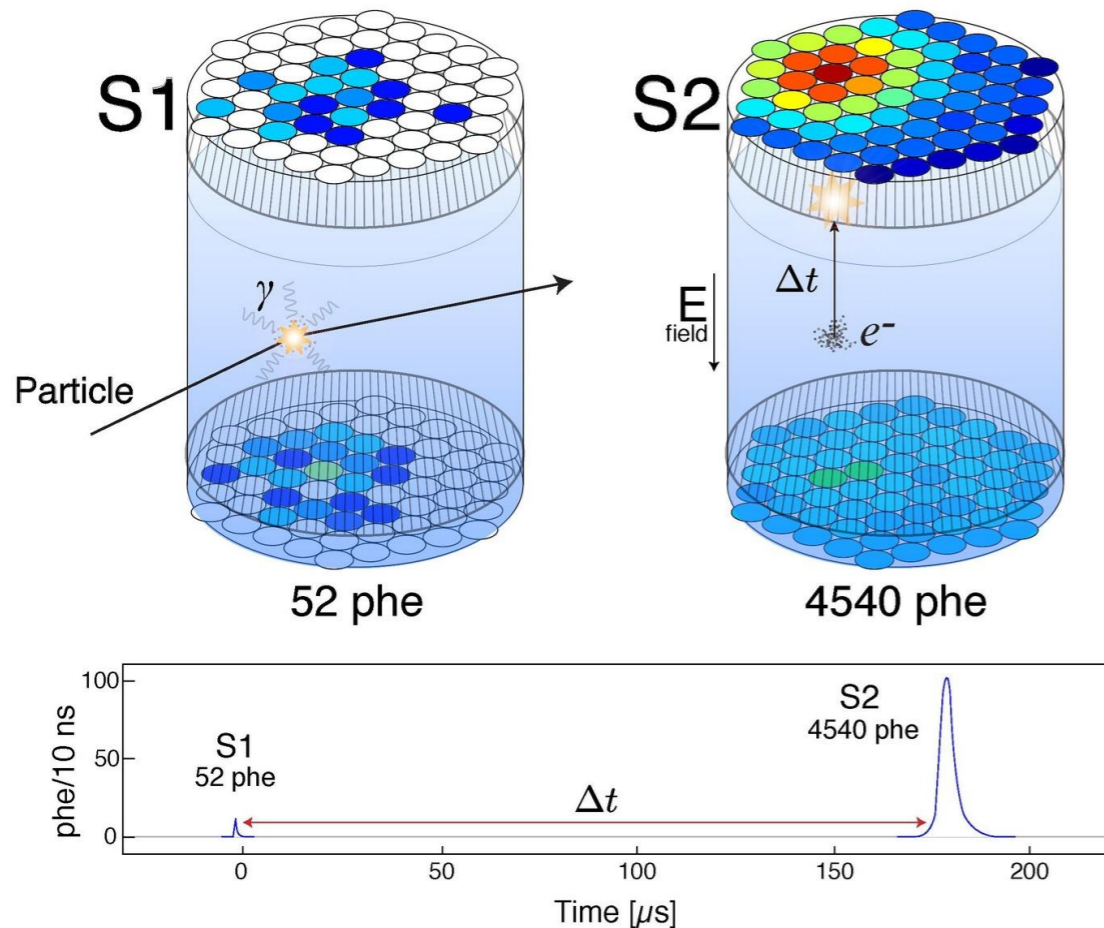 S1
S2
γ
Particle
Δt
E
field
e-
52 phe
4540 phe
100
50
0
phe/10 ns
S1
52 phe
Δt
S2
4540 phe
0
50
100
150
200
Time [μs]